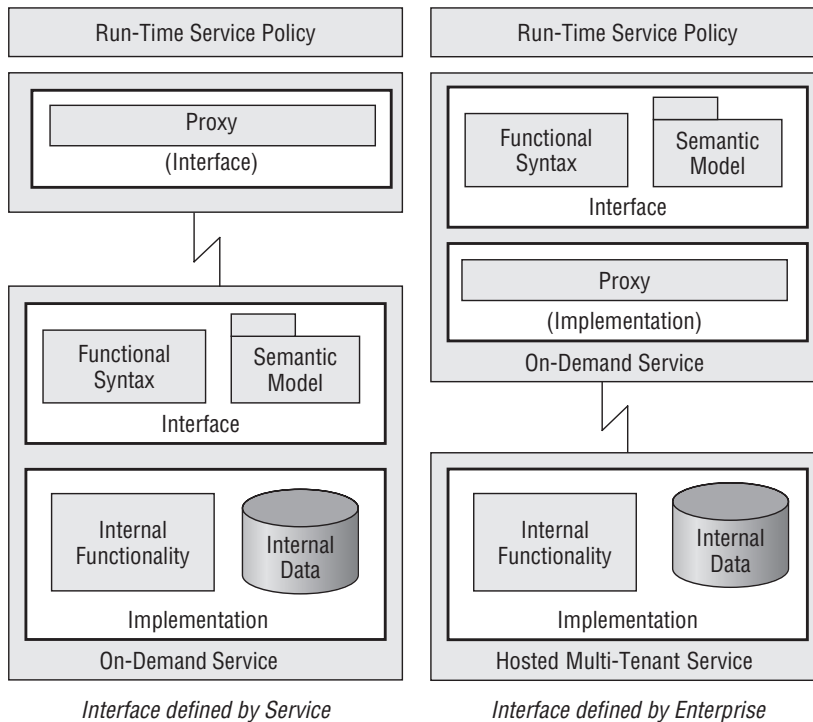 Run-Time Service Policy
Proxy
(Interface)
Functional
Syntax
Semantic
Model
Interface
Internal
Functionality
Internal
Data
Implementation
On-Demand Service
Interface defined by Service
Run-Time Service Policy
Functional
Syntax
Semantic
Model
Interface
Proxy
(Implementation)
On-Demand Service
Internal
Functionality
Internal
Data
Implementation
Hosted Multi-Tenant Service
Interface defined by Enterprise